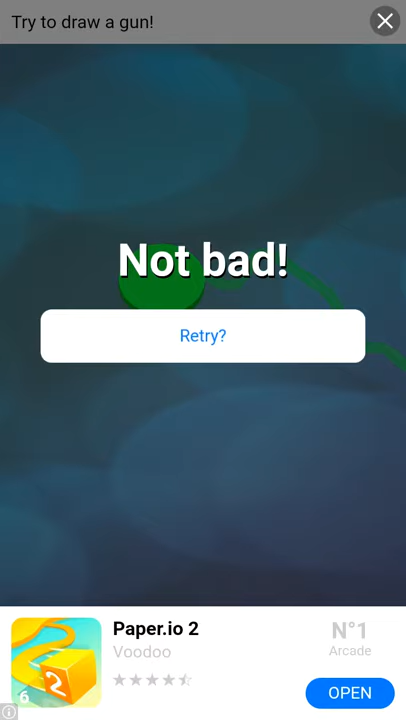 Try to draw a gun!
Not bad!
Retry?
Paper.io 2
Voodoo
N°1
Arcade
OPEN
2
6